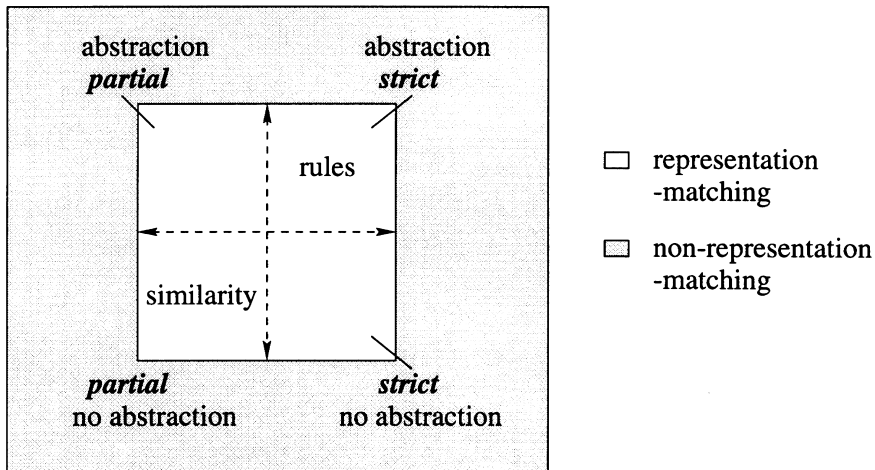 abstraction
partial
abstraction
strict
rules
similarity
partial
no abstraction
strict
no abstraction
representation
-matching
non-representation
-matching